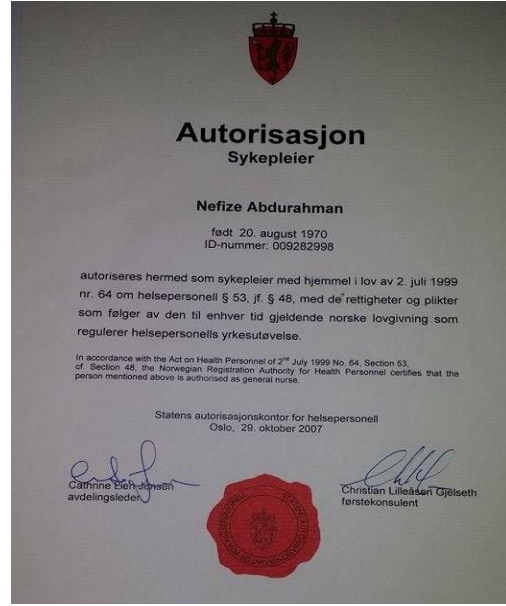 Autorisasjon
Sykepleier
Nefize Abdurahman
født 20. august 1970
ID-nummer: 009282998
autoriseres hermed som sykepleier med hjemmel i lov av 2. juli 1999
nr. 64 om helsepersonell § 53, jf. § 48, med de rettigheter og plikter
som følger av den til enhver tid gjeldende norske lovgivning som
regulerer helsepersonells yrkesutøvelse.
In accordance with the Act on Health Personnel of 2nd July 1999 No. 64, Section 53,
cf. Section 48, the Norwegian Registration Authority for Health Personnel certifies that the
person mentioned above is authorised as general nurse.
Statens autorisasjonskontor for helsepersonell
Oslo, 29. oktober 2007
Cathrine Jensen
avdelingsleder
Christian Lilleåsen Gjelseth
førstekonsulent